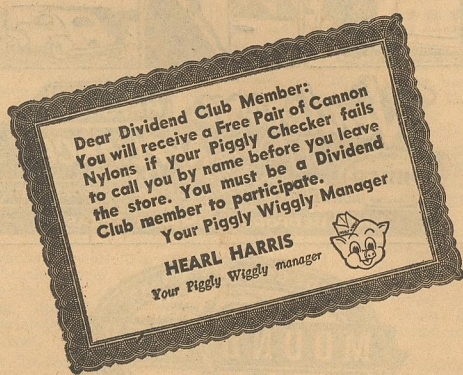 Dear Dividend Club Member:
You will receive a Free Pair of Cannon
Nylons if your Piggly Checker fails
to call you by name before you leave
the store. You must be a Dividend
Club member to participate.
Your Piggly Wiggly Manager
HEARL HARRIS
Your Piggly Wiggly manager